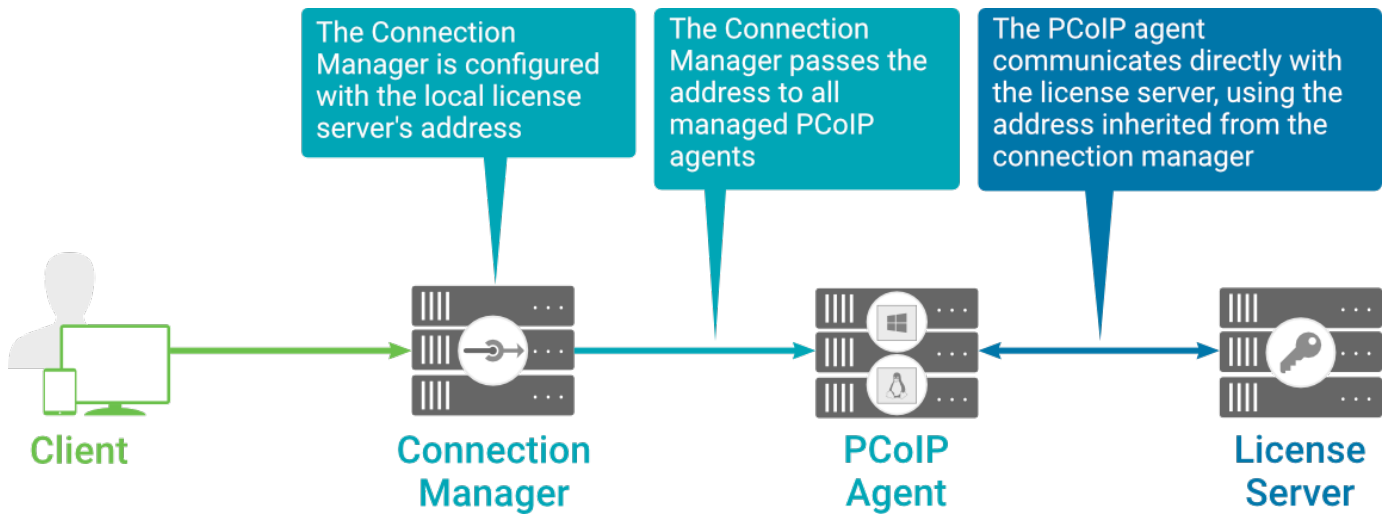 The Connection
Manager is configured
with the local license
server's address
The Connection
Manager passes the
address to all
managed PCoIP
agents
The PCoIP agent
communicates directly with
the license server, using the
address inherited from the
connection manager
Client
Connection
Manager
PCoIP
Agent
License
Server